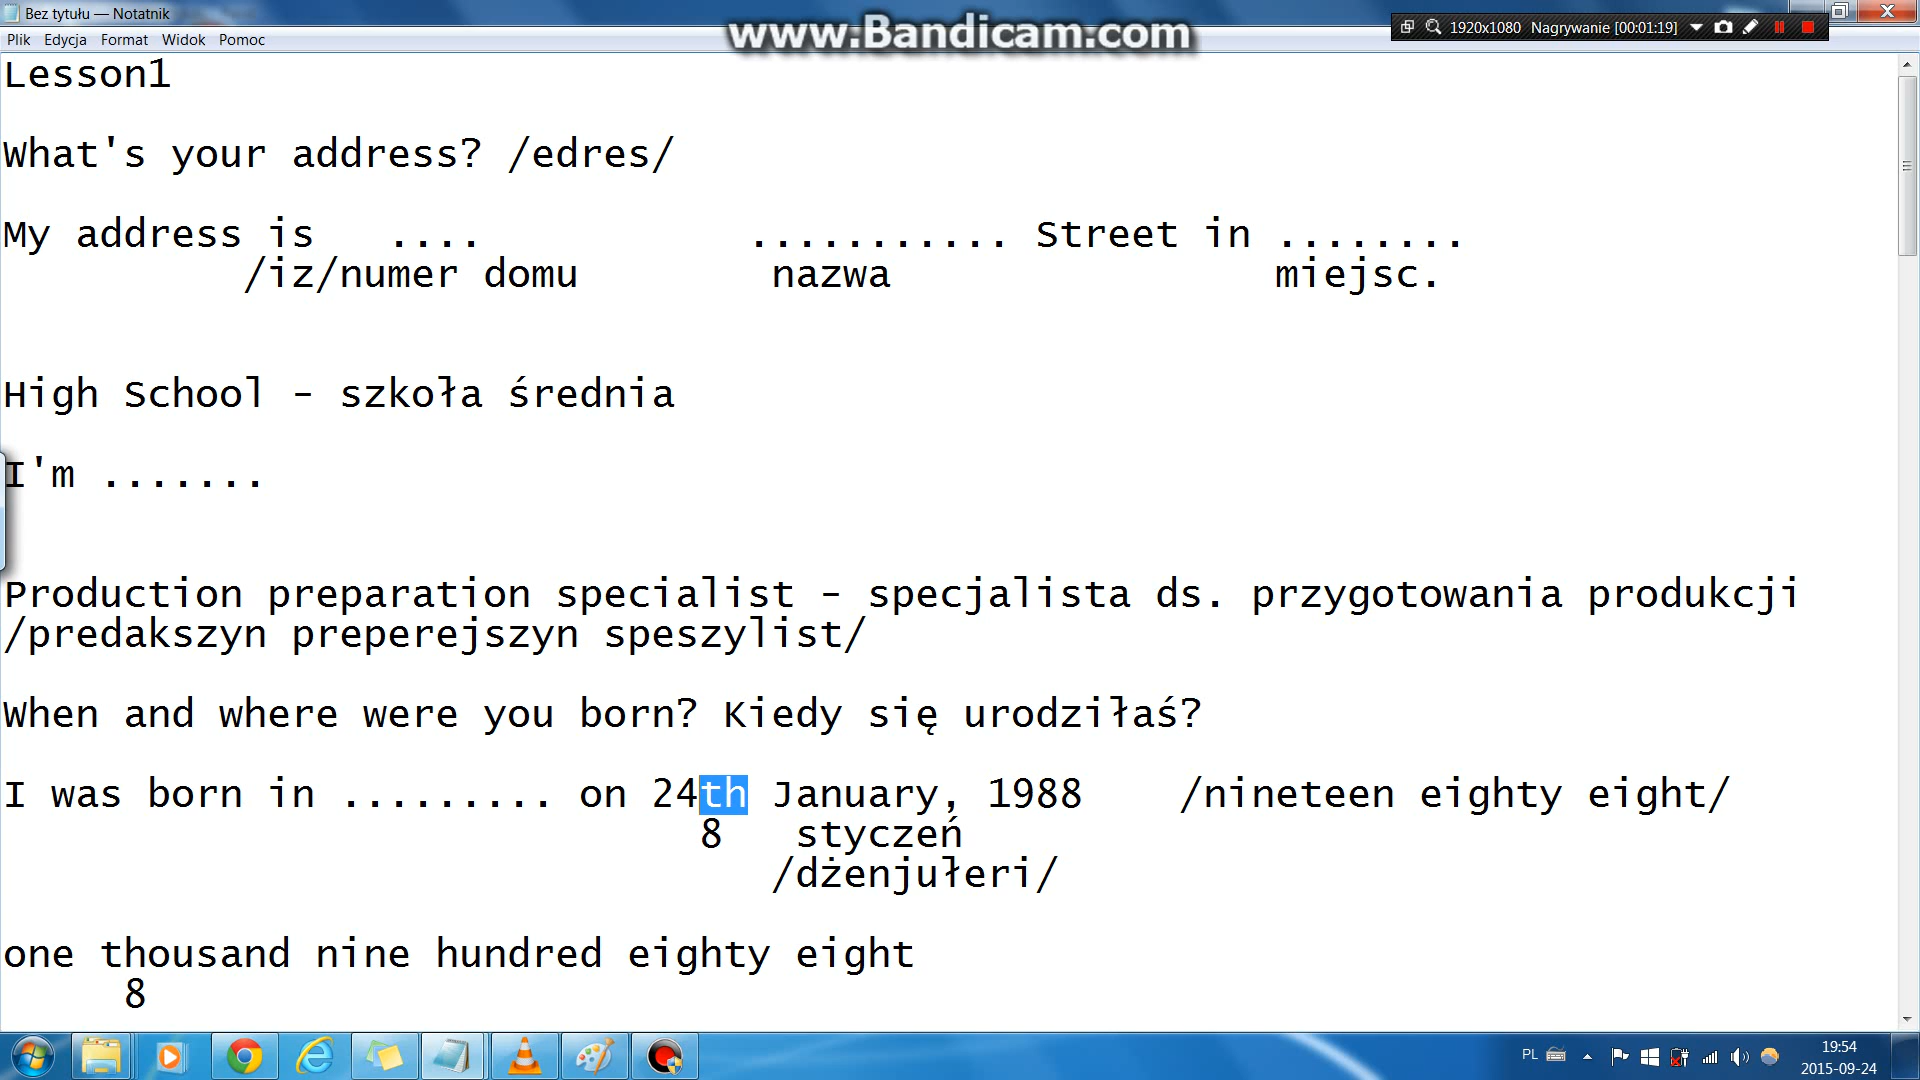 Bez tytułu — Notatnik
www.Bandicam.com
1920x1080 Nagrywanie [00:01:19]
Plik Edycja Format Widok Pomoc
Lesson1
What's your address? /edres/
My address is .... ........... Street in ........
/iz/numer domu nazwa miejsc.
High School - szkoła średnia
I'm .......
Production preparation specialist - specjalista ds. przygotowania produkcji
/predakszyn preperejszyn speszylist/
When and where were you born? Kiedy się urodziłaś?
I was born in ......... on 24th January, 1988 /nineteen eighty eight/
8 styczeń
/dżenjułeri/
one thousand nine hundred eighty eight
8
PL
19:54
2015-09-24